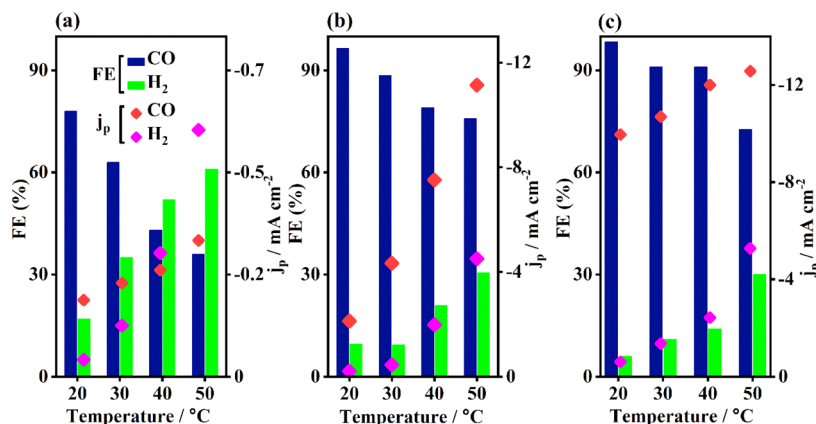 (a)
FE (%)
90
60
30
0
FE
CO
H₂
jₚ
CO
H₂
-0.7
-0.5
-0.2
0
jₚ / mA cm⁻²
20 30 40 50
Temperature / °C
(b)
FE (%)
90
60
30
0
-12
-8
-4
0
jₚ / mA cm⁻²
20 30 40 50
Temperature / °C
(c)
FE (%)
90
60
30
0
-12
-8
-4
0
jₚ / mA cm⁻²
20 30 40 50
Temperature / °C